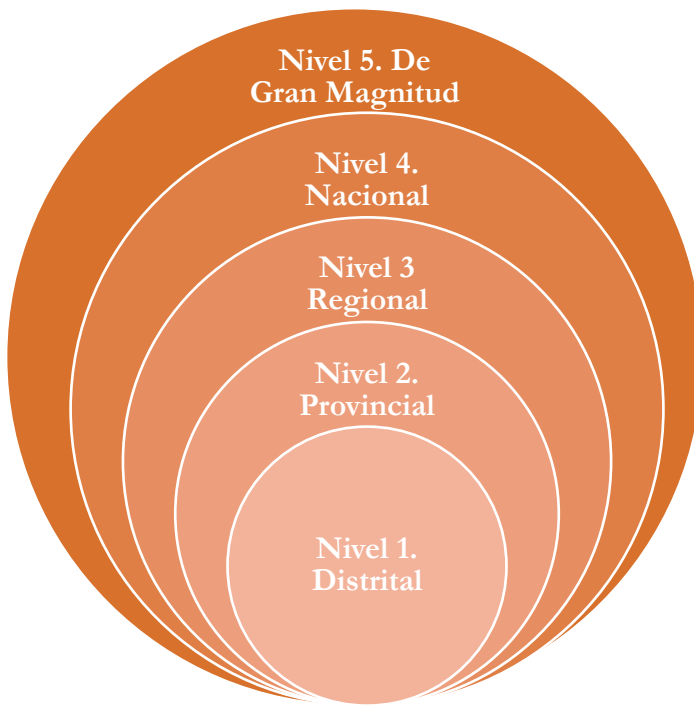 Nivel 5. De
Gran Magnitud
Nivel 4.
Nacional
Nivel 3
Regional
Nivel 2.
Provincial
Nivel 1.
Distrital